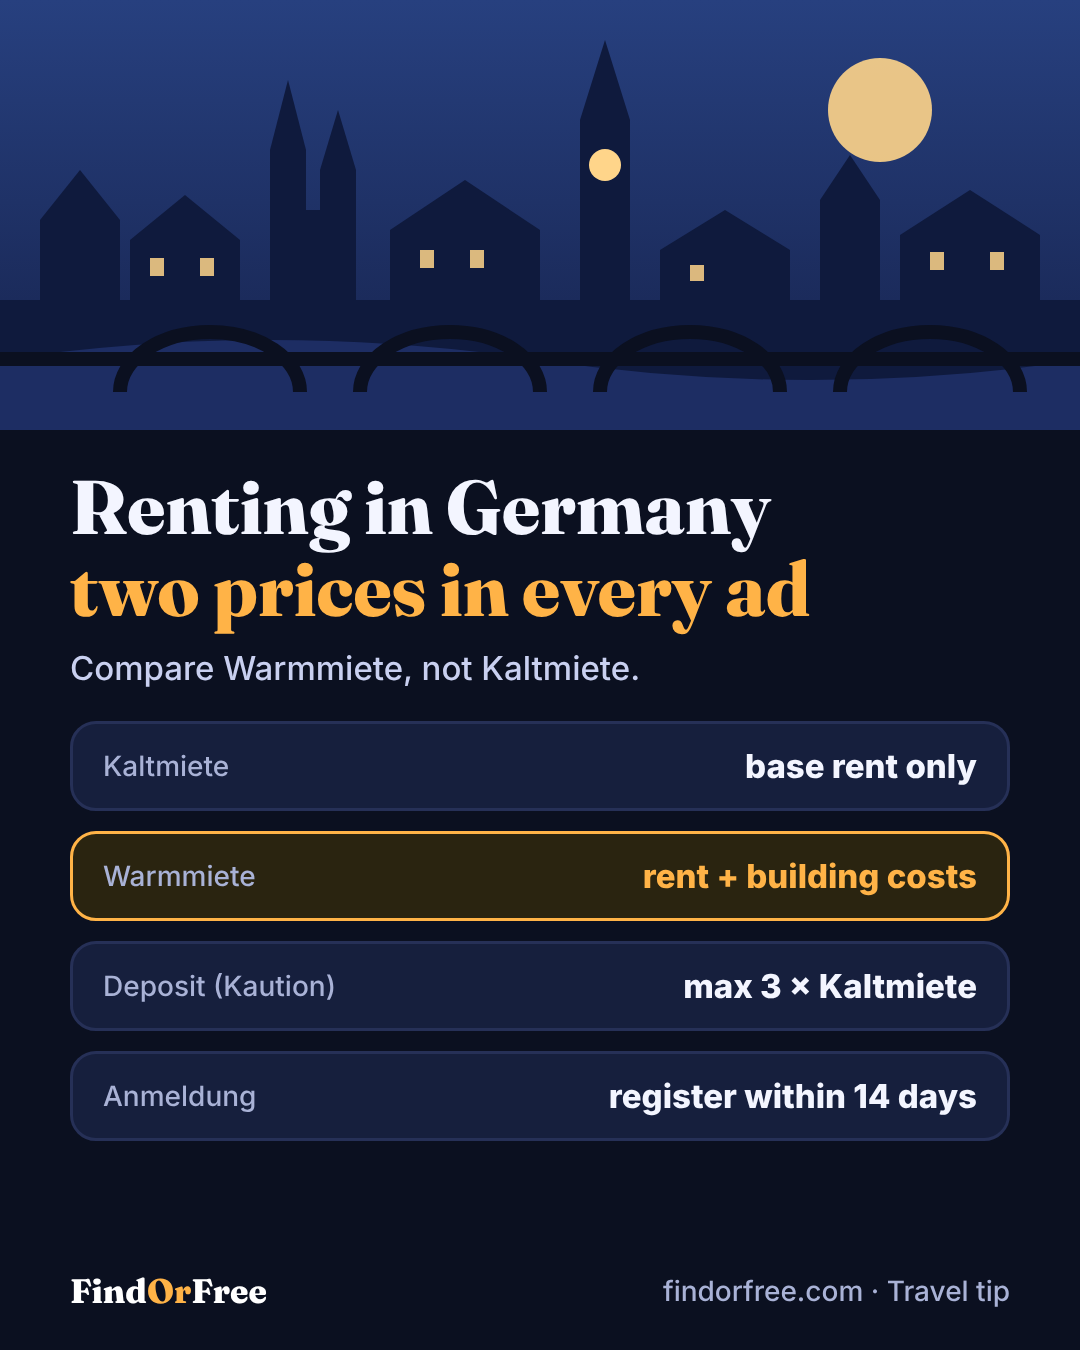 Renting in Germany
two prices in every ad
Compare Warmmiete, not Kaltmiete.
Kaltmiete base rent only
Warmmiete rent + building costs
Deposit (Kaution) max 3 × Kaltmiete
Anmeldung register within 14 days
FindOrFree findorfree.com · Travel tip